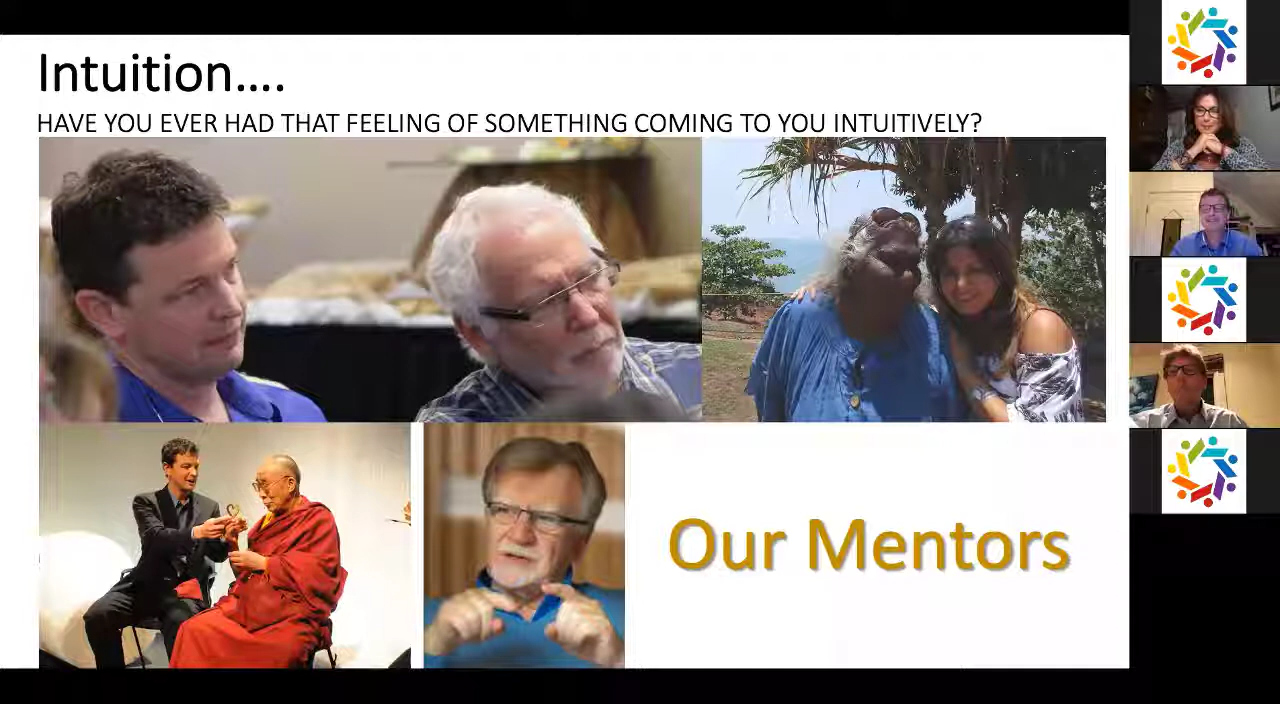 Intuition....
HAVE YOU EVER HAD THAT FEELING OF SOMETHING COMING TO YOU INTUITIVELY?
Our Mentors